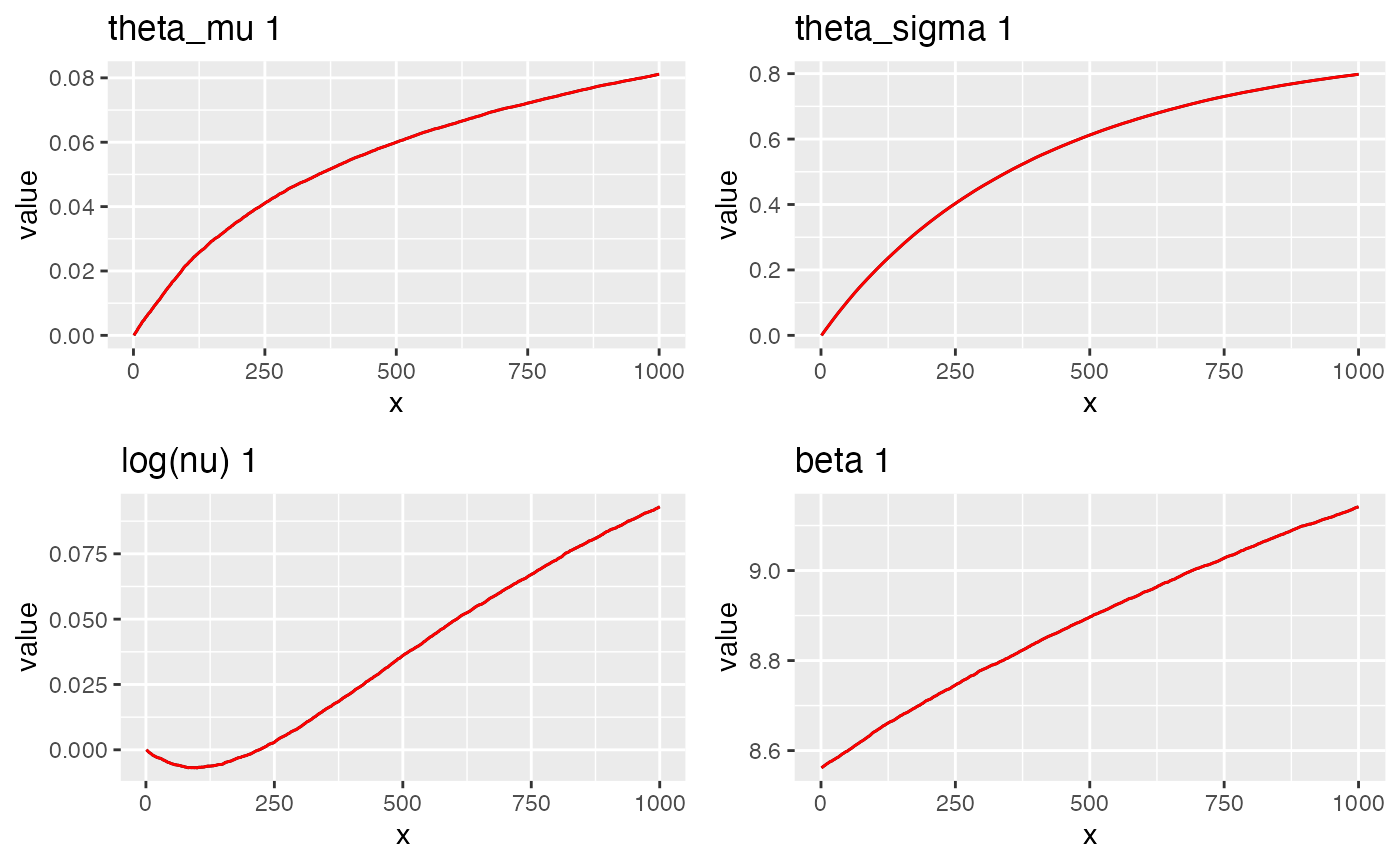 theta_mu 1
value
0.08
0.06
0.04
0.02
0.00
0 250 500 750 1000
x
theta_sigma 1
value
0.8
0.6
0.4
0.2
0.0
0 250 500 750 1000
x
log(nu) 1
value
0.075
0.050
0.025
0.000
0 250 500 750 1000
x
beta 1
value
9.0
8.8
8.6
0 250 500 750 1000
x